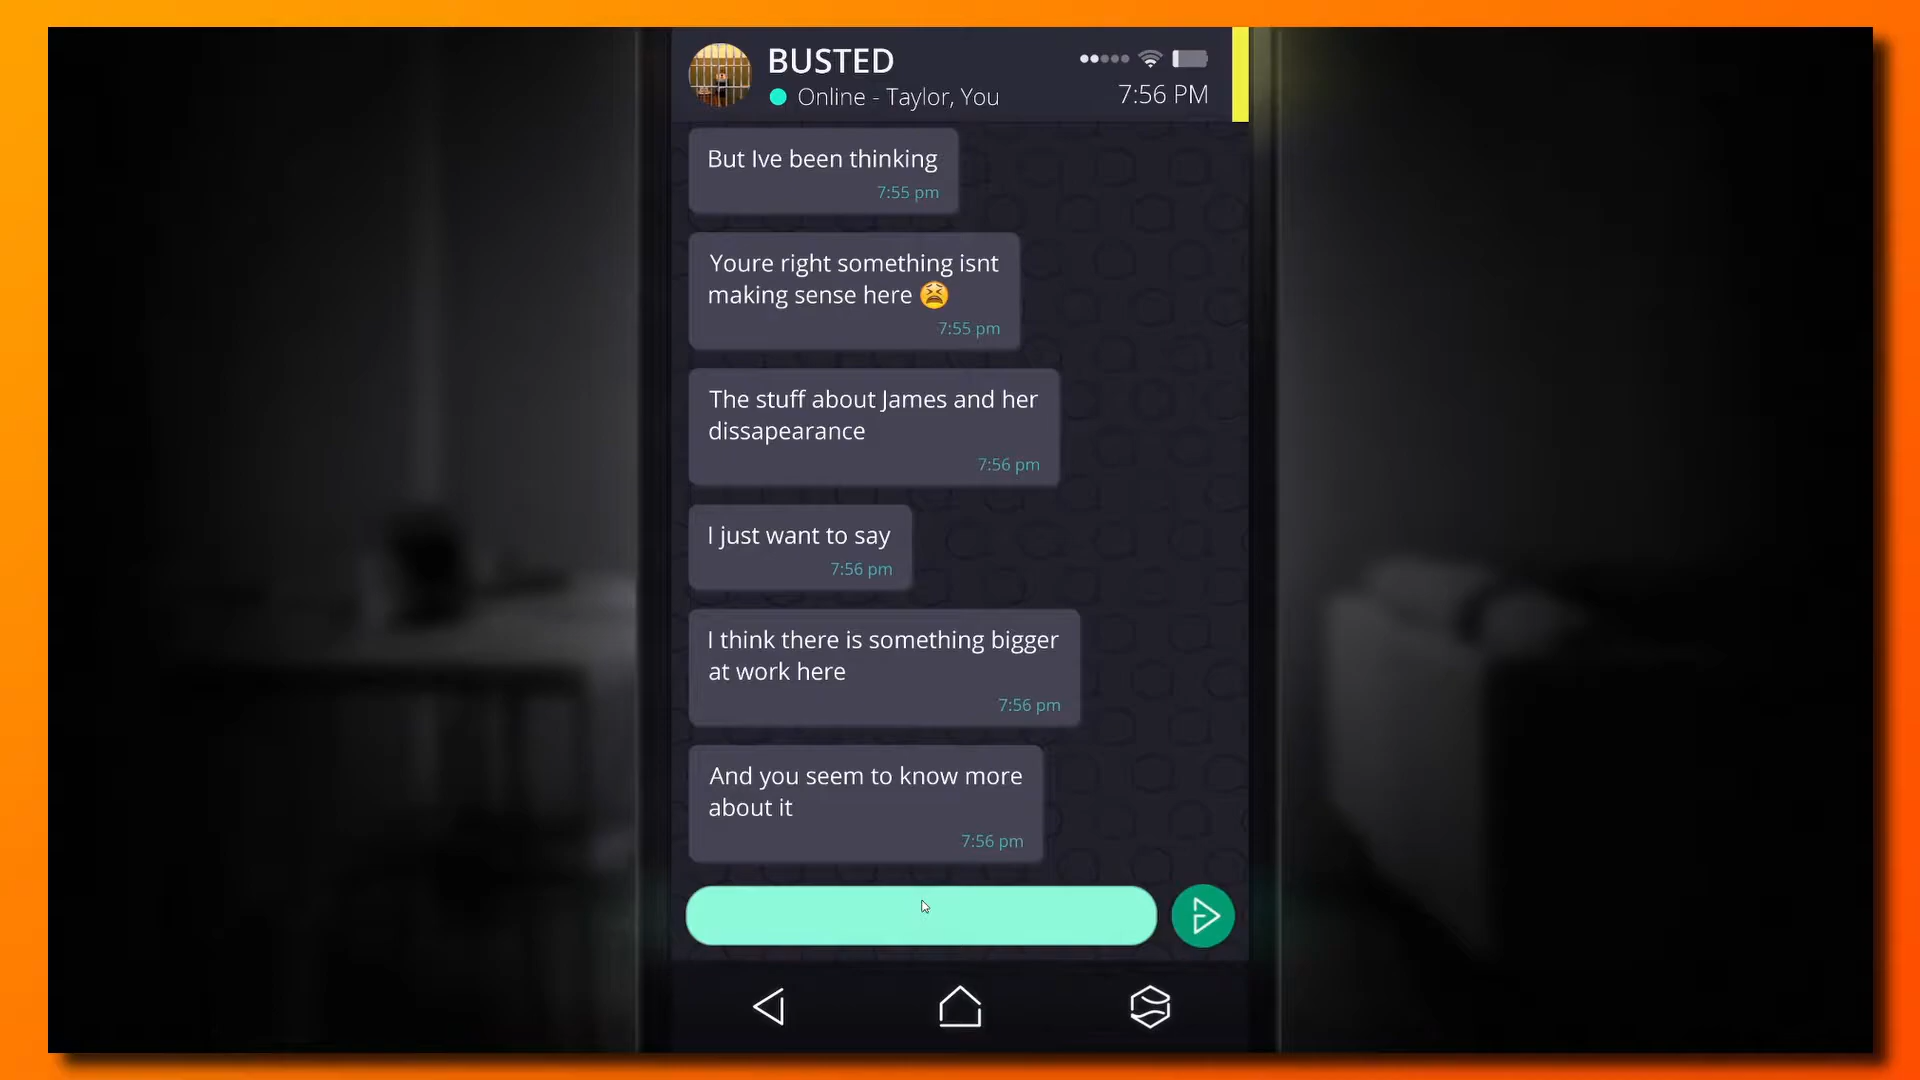 BUSTED
Online - Taylor, You
7:56 PM
But Ive been thinking
7:55 pm
Youre right something isnt
making sense here 😫
7:55 pm
The stuff about James and her
dissapearance
7:56 pm
I just want to say
7:56 pm
I think there is something bigger
at work here
7:56 pm
And you seem to know more
about it
7:56 pm